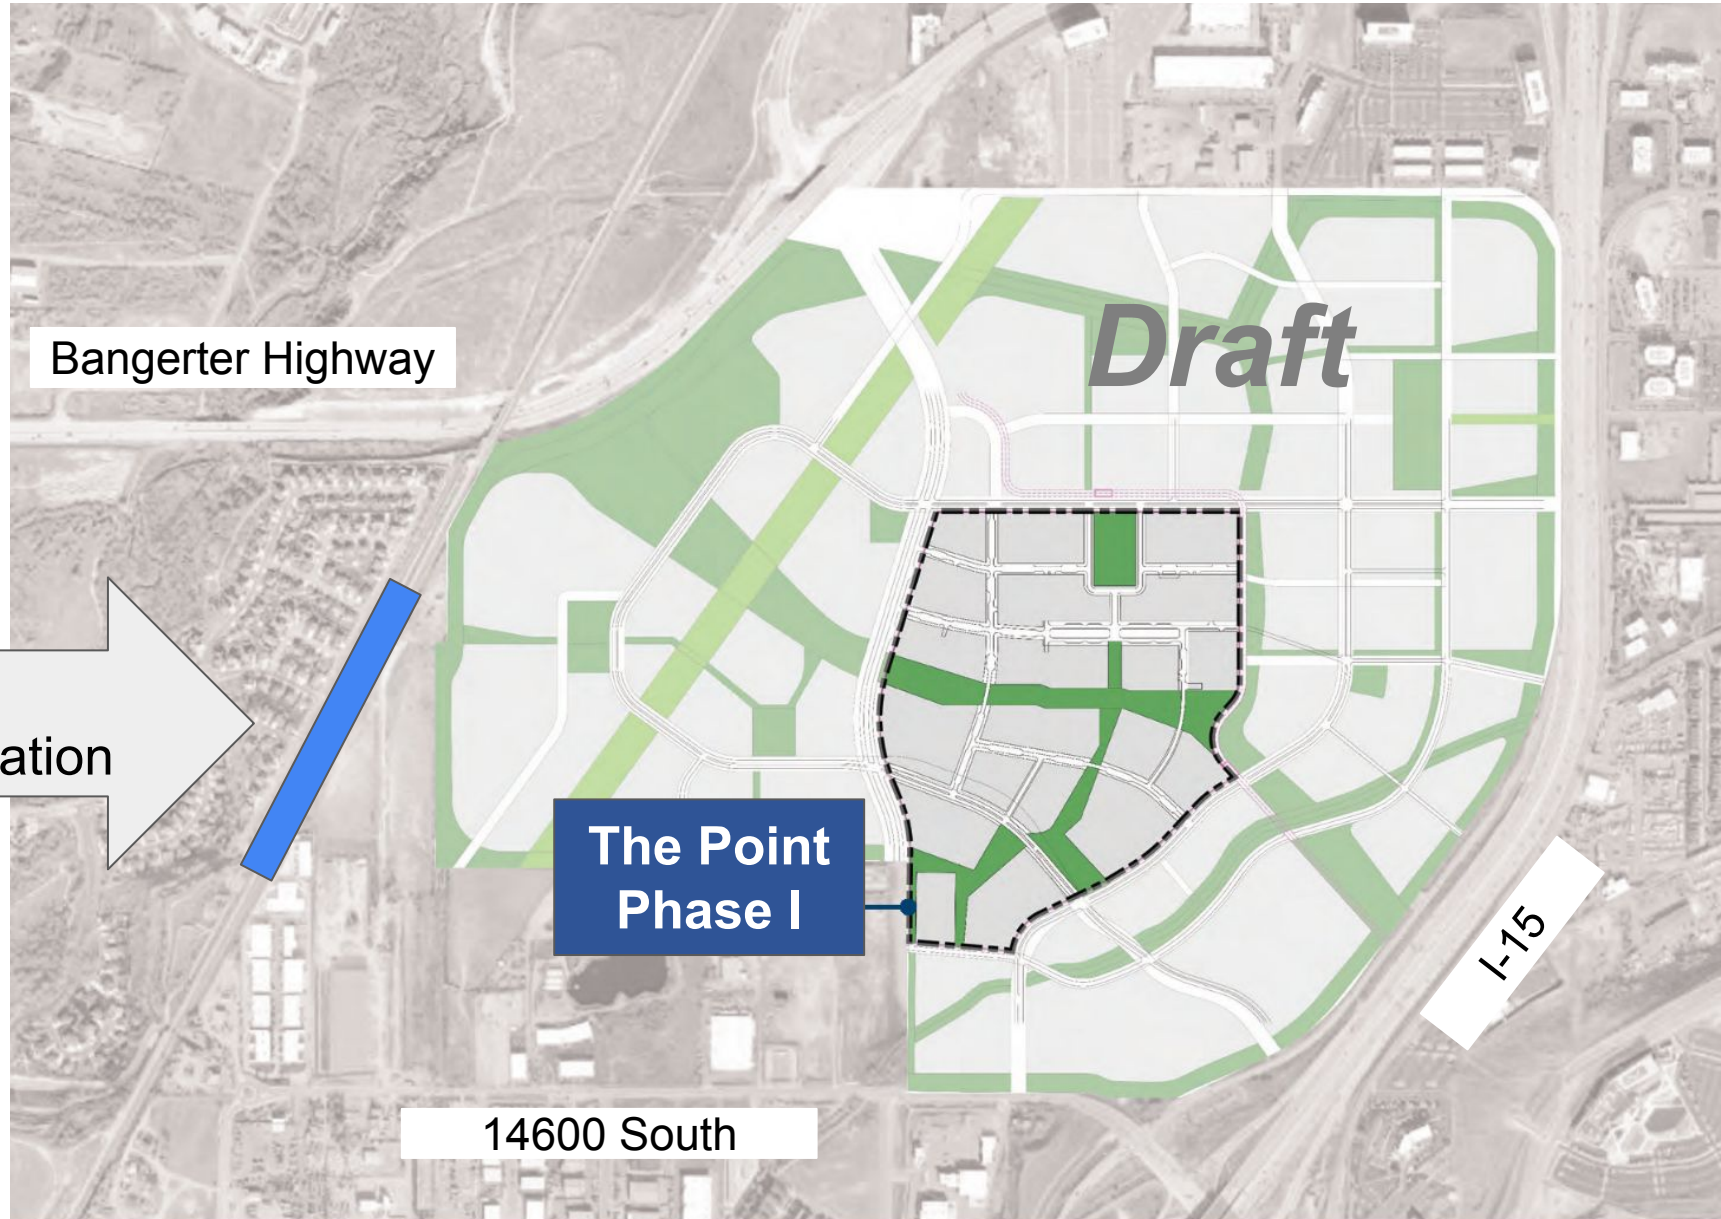 Draft
Bangerter Highway
ation
The Point
Phase I
I-15
14600 South